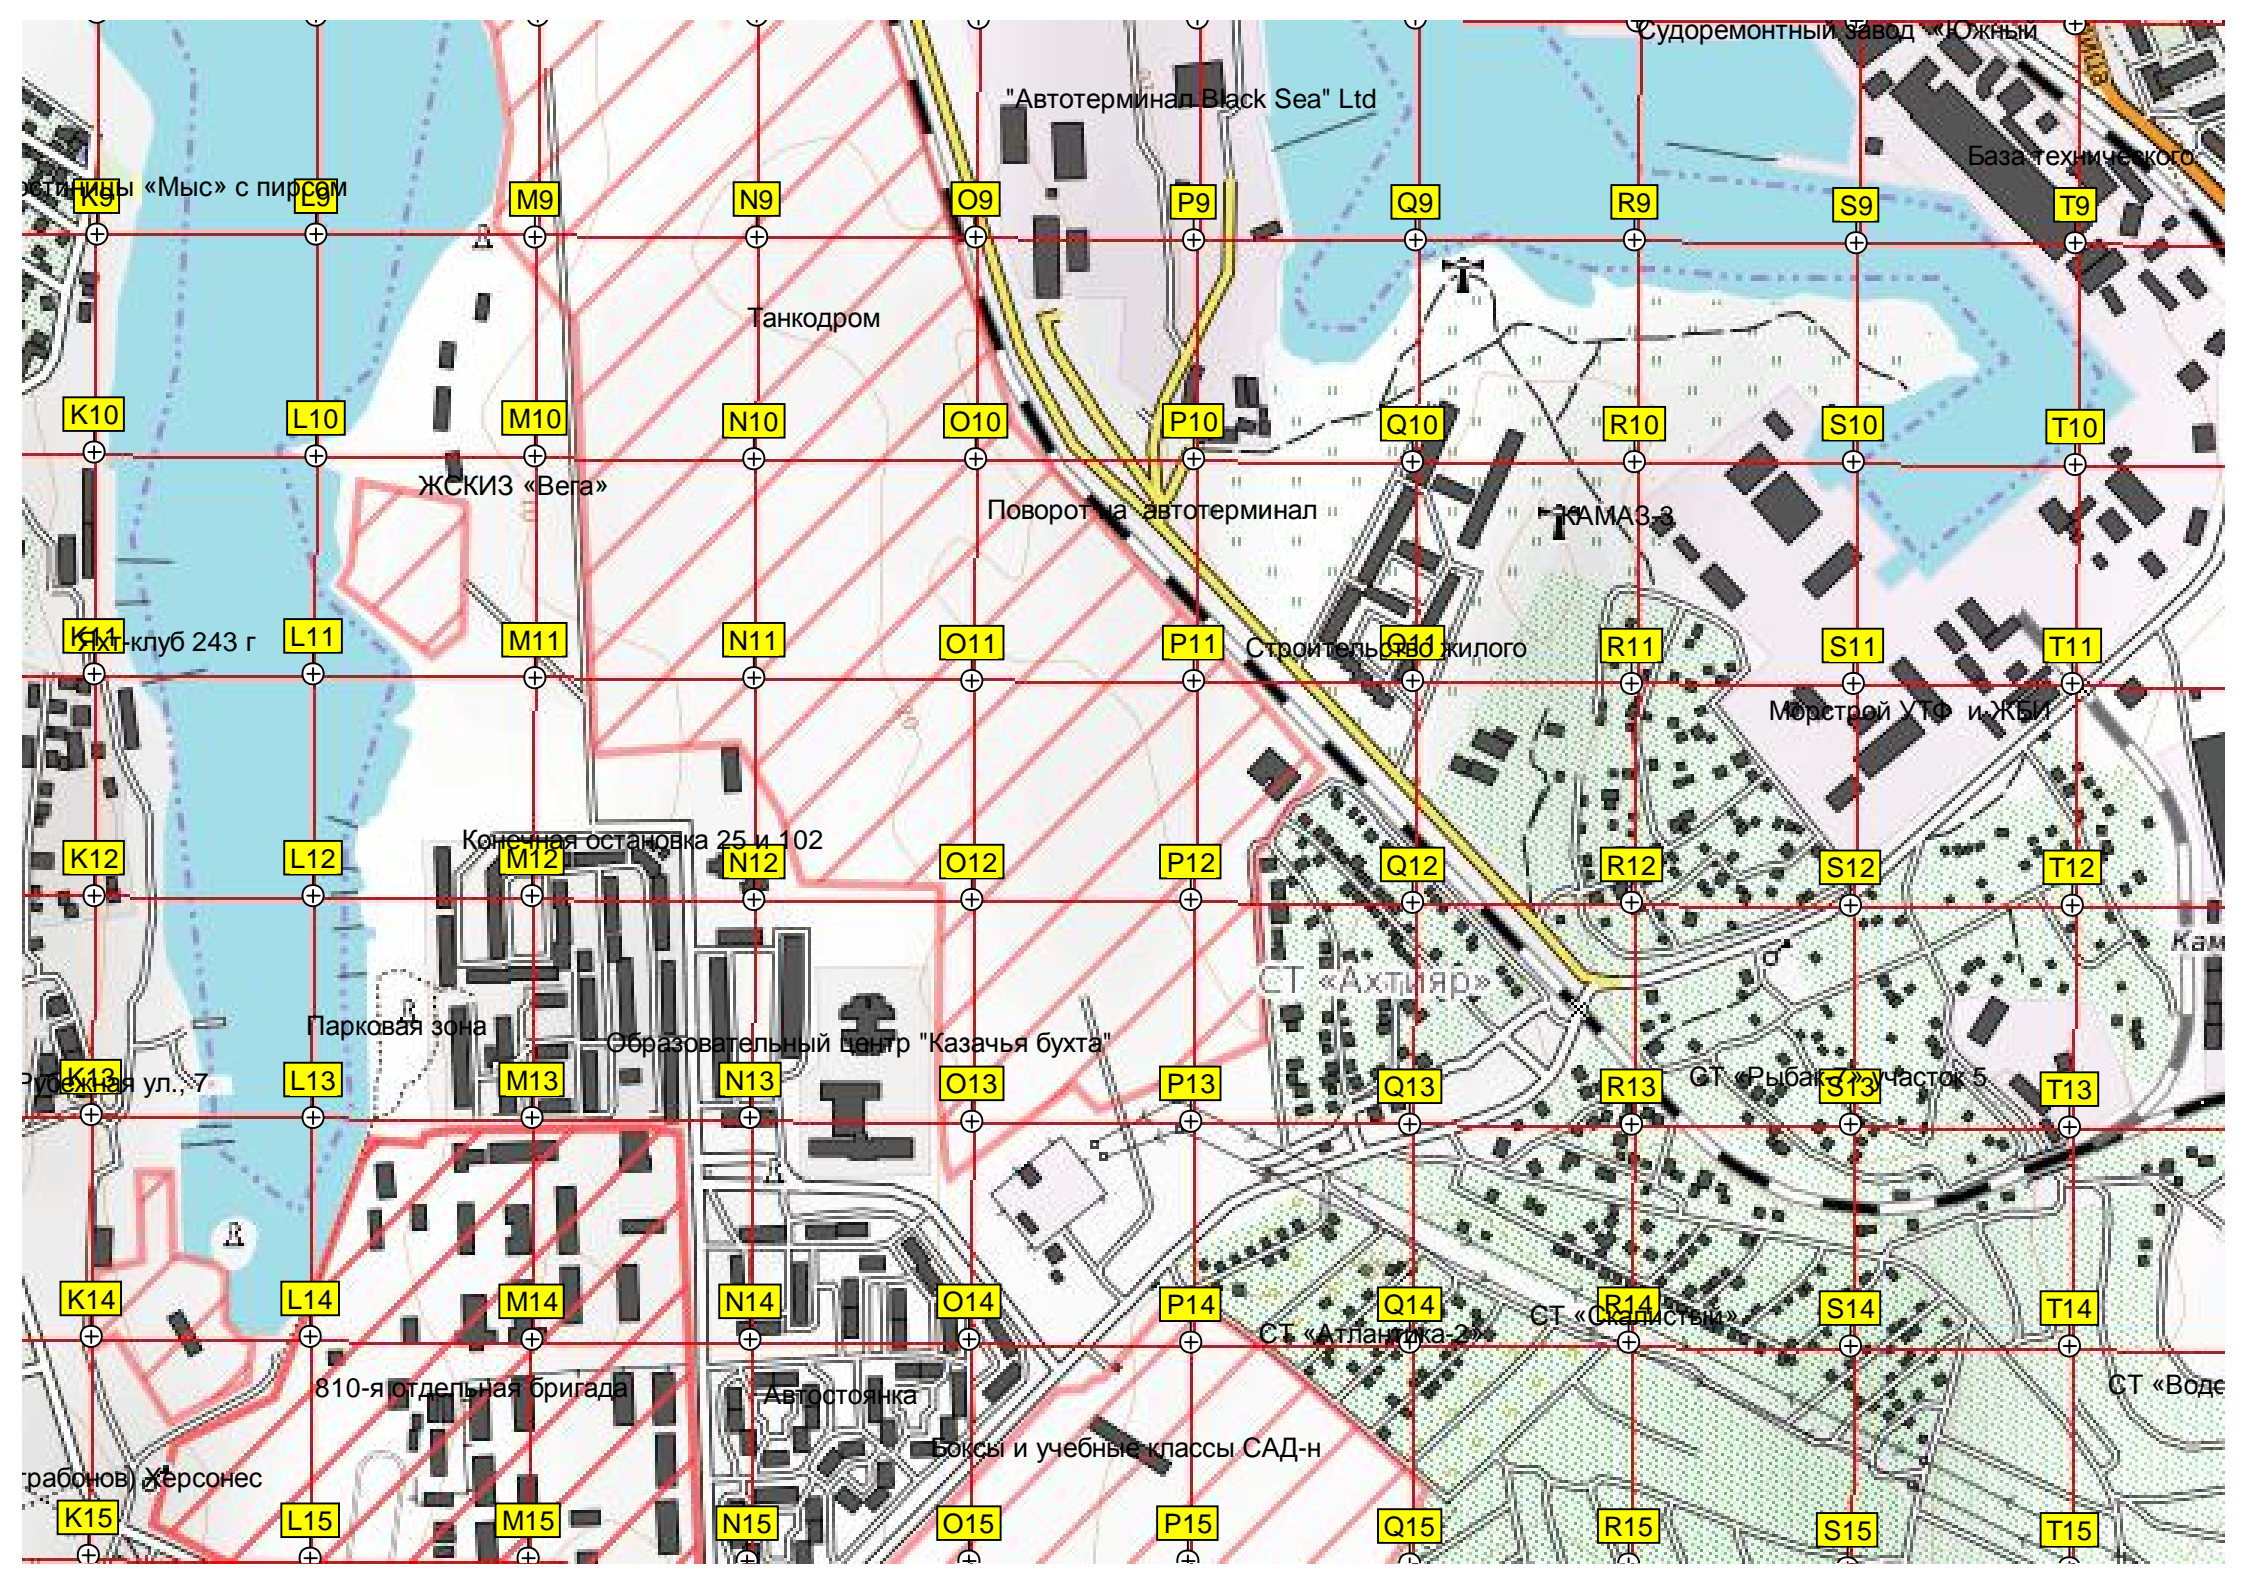 Судоремонтный завод «Южный
"Автотерминал Black Sea" Ltd
База технического
остиницы «Мыс» с пирсом
K9 L9 M9 N9 O9 P9 Q9 R9 S9 T9
Танкодром
K10 L10 M10 N10 O10 P10 Q10 R10 S10 T10
ЖСКИЗ «Вега»
Поворот на автотерминал
КАМАЗ-3
K11 L11 M11 N11 O11 P11 Q11 R11 S11 T11
Яхт-клуб 243 г
Строительство жилого
Морстрой УТФ и ЖБИ
Конечная остановка 25 и 102
K12 L12 M12 N12 O12 P12 Q12 R12 S12 T12
Кам
СТ «Ахтияр»
Парковая зона
Образовательный центр "Казачья бухта"
СТ «Рыбак-7» участок 5
K13 L13 M13 N13 O13 P13 Q13 R13 S13 T13
Рубежная ул., 7
K14 L14 M14 N14 O14 P14 Q14 R14 S14 T14
СТ «Скалистый»
СТ «Атлантика-2»
810-я отдельная бригада
Автостоянка
СТ «Водо
Боксы и учебные классы САД-н
трабонов) Херсонес
K15 L15 M15 N15 O15 P15 Q15 R15 S15 T15